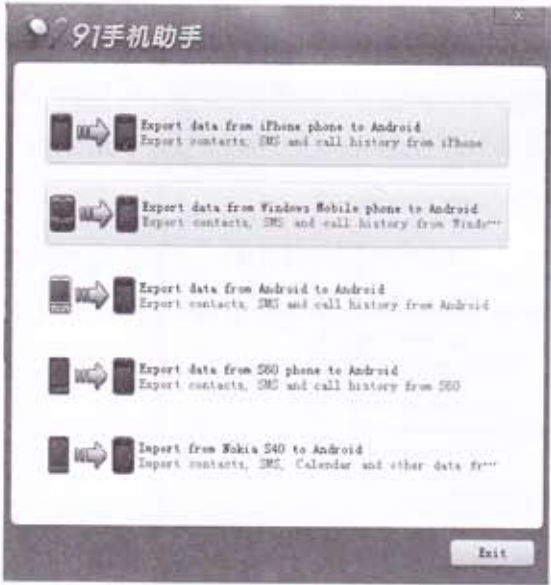 91手机助手
Export data from iPhone phone to Android
Export contacts, SMS and call history from iPhone
Export data from Windows Mobile phone to Android
Export contacts, SMS and call history from Windo…
Export data from Android to Android
Export contacts, SMS and call history from Android
Export data from S60 phone to Android
Export contacts, SMS and call history from S60
Import from Nokia S40 to Android
Import contacts, SMS, Calendar and other data fr…
Exit